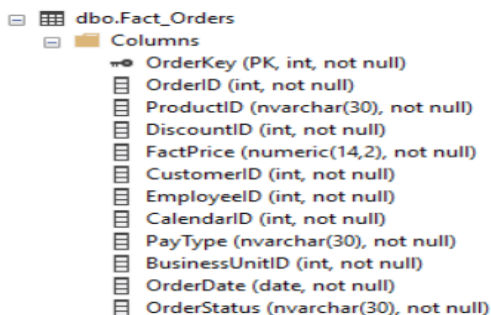 dbo.Fact_Orders
Columns
OrderKey (PK, int, not null)
OrderID (int, not null)
ProductID (nvarchar(30), not null)
DiscountID (int, not null)
FactPrice (numeric(14,2), not null)
CustomerID (int, not null)
EmployeeID (int, not null)
CalendarID (int, not null)
PayType (nvarchar(30), not null)
BusinessUnitID (int, not null)
OrderDate (date, not null)
OrderStatus (nvarchar(30), not null)